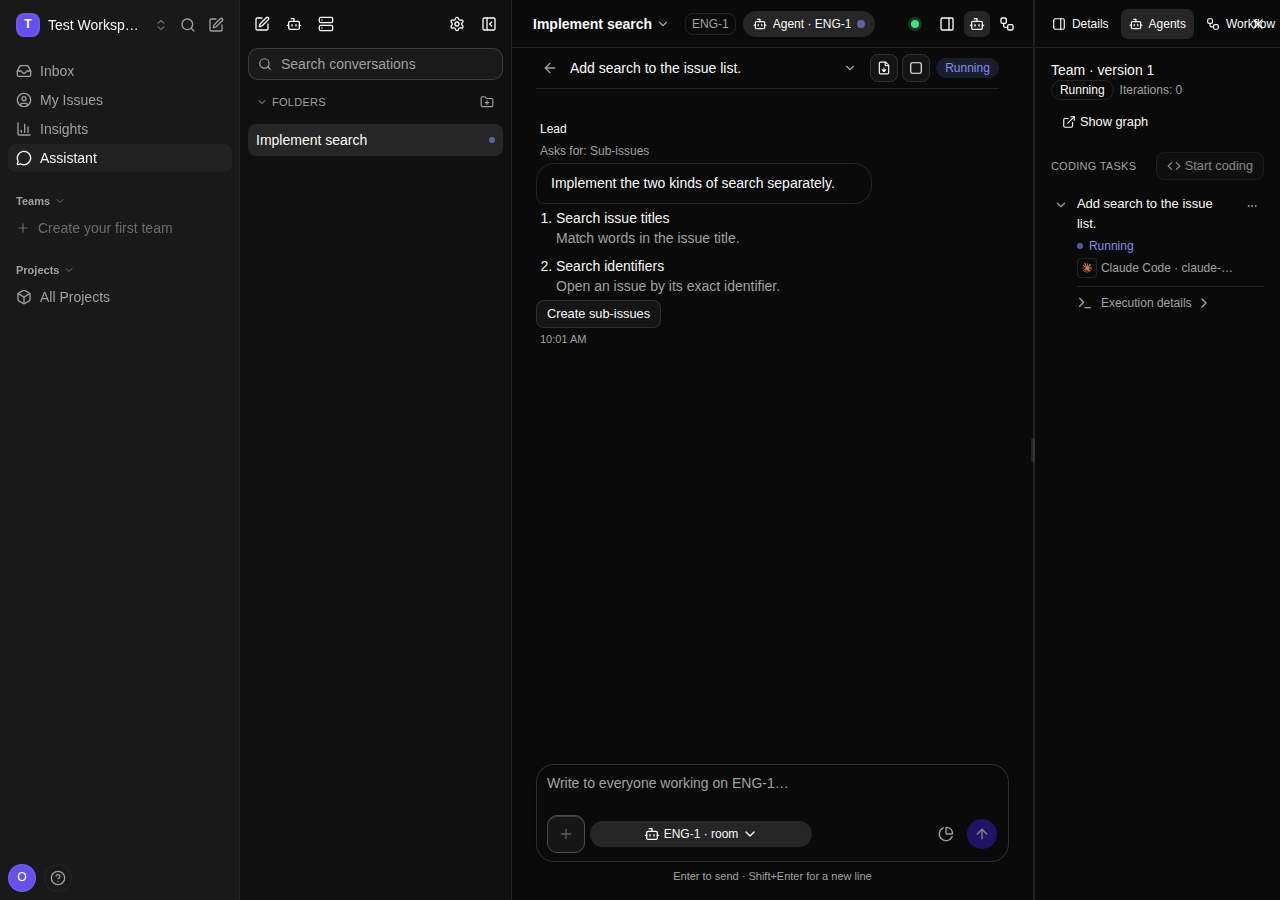 T
Test Worksp…
Inbox
My Issues
Insights
Assistant
Teams
Create your first team
Projects
All Projects
O
Search conversations
FOLDERS
Implement search
Implement search
ENG-1
Agent · ENG-1
Add search to the issue list.
Running
Lead
Asks for: Sub-issues
Implement the two kinds of search separately.
1. Search issue titles
Match words in the issue title.
2. Search identifiers
Open an issue by its exact identifier.
Create sub-issues
10:01 AM
Write to everyone working on ENG-1…
ENG-1 · room
Enter to send · Shift+Enter for a new line
Details
Agents
Workflow
Team · version 1
Running
Iterations: 0
Show graph
CODING TASKS
Start coding
Add search to the issue
list.
Running
Claude Code · claude-…
Execution details